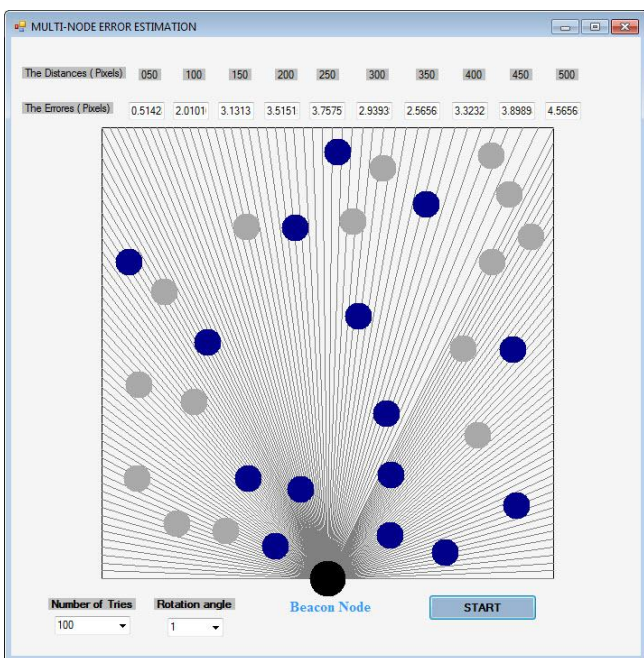 MULTI-NODE ERROR ESTIMATION
The Distances ( Pixels) 050 100 150 200 250 300 350 400 450 500
The Errores ( Pixels) 0.5142 2.0101 3.1313 3.5151 3.7575 2.9393 2.5656 3.3232 3.8989 4.5656
Number of Tries Rotation angle
100 1
Beacon Node
START